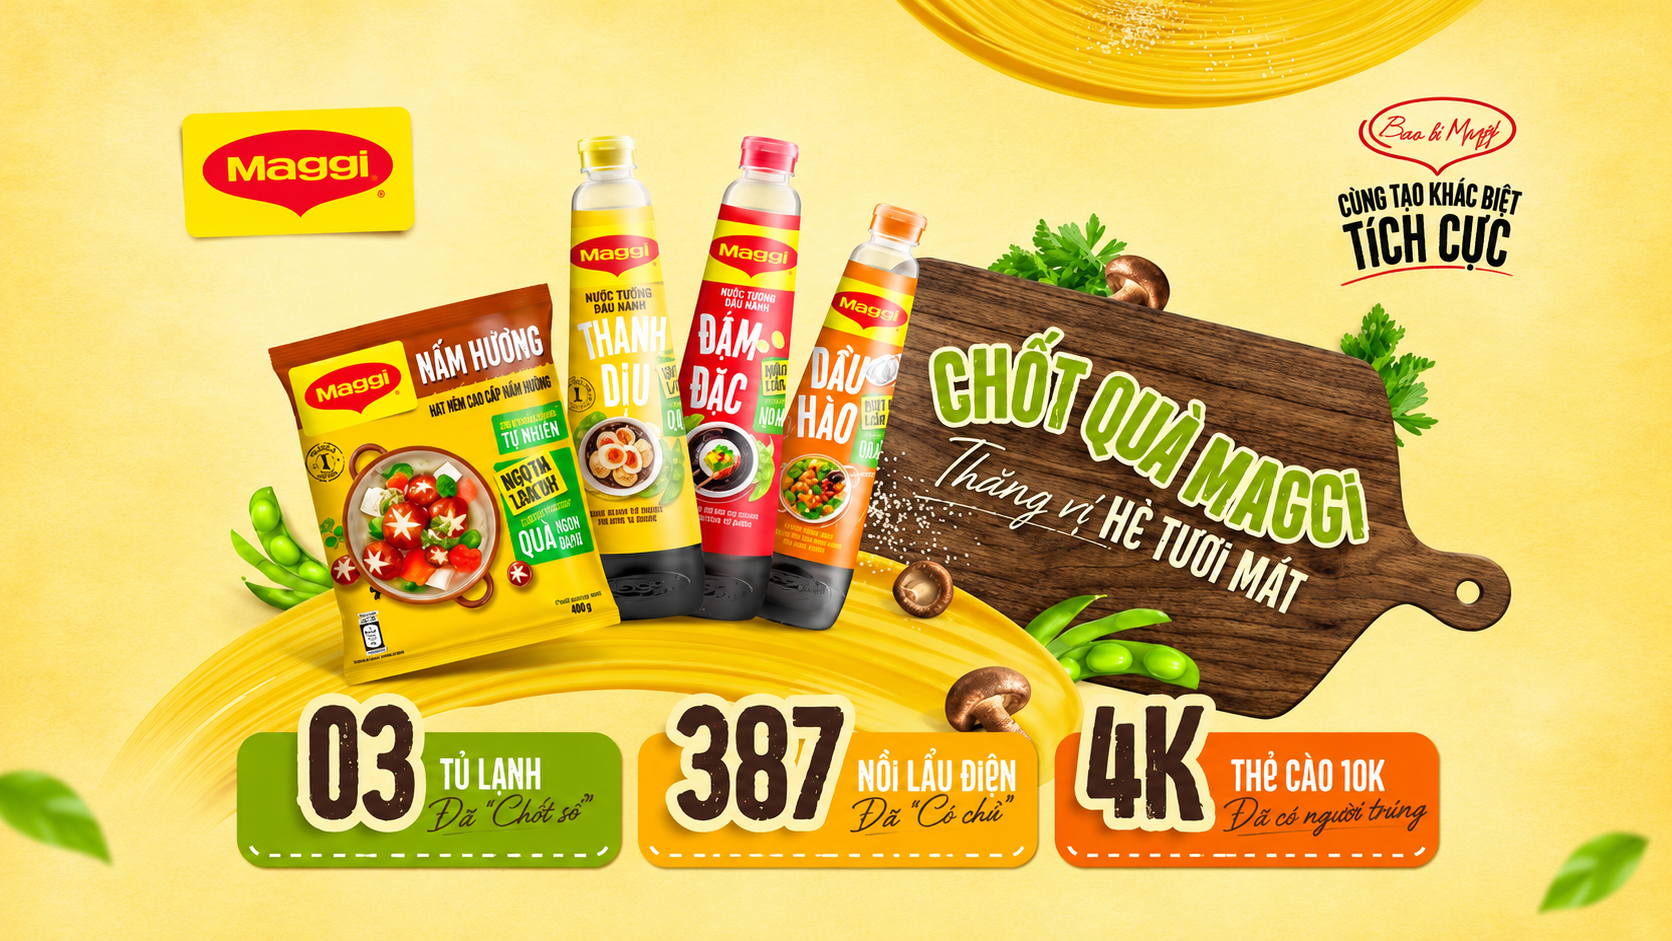 Maggi
Bao bì Maggi
CÙNG TẠO KHÁC BIỆT
TÍCH CỰC
Maggi
NẤM HƯƠNG
HẠT NÊM CAO CẤP NẤM HƯƠNG
TỰ NHIÊN
QUÀ NGON
400g
Maggi
NƯỚC TƯƠNG
ĐẬU NÀNH
THANH
DỊU
Maggi
NƯỚC TƯƠNG
ĐẬU NÀNH
ĐẬM
ĐẶC
Maggi
DẦU
HÀO
CHỐT QUÀ MAGGI
Thăng vị HÈ TƯƠI MÁT
03
TỦ LẠNH
Đã "Chốt sổ"
387
NỒI LẨU ĐIỆN
Đã "Có chủ"
4K
THẺ CÀO 10K
Đã có người trúng